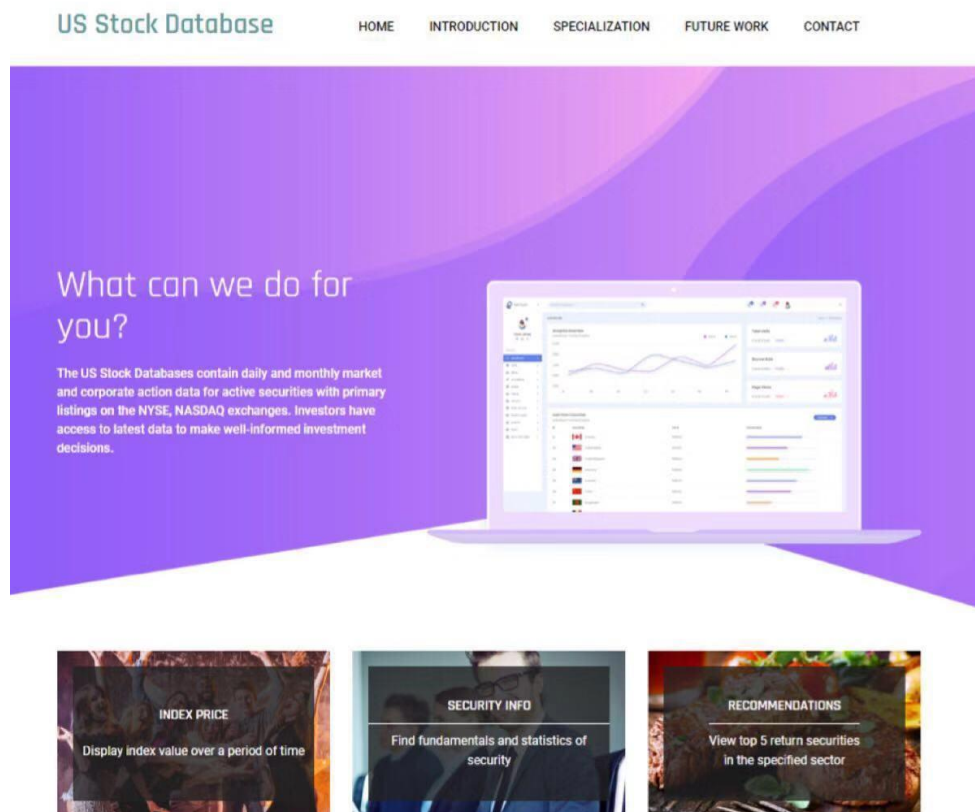 US Stock Database
HOME INTRODUCTION SPECIALIZATION FUTURE WORK CONTACT
What can we do for
you?
The US Stock Databases contain daily and monthly market
and corporate action data for active securities with primary
listings on the NYSE, NASDAQ exchanges. Investors have
access to latest data to make well-informed investment
decisions.
INDEX PRICE
Display index value over a period of time
SECURITY INFO
Find fundamentals and statistics of
security
RECOMMENDATIONS
View top 5 return securities
in the specified sector